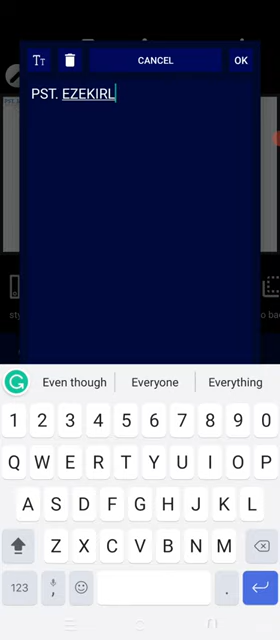 TT CANCEL OK
PST. EZEKIRL
Even though Everyone Everything
1 2 3 4 5 6 7 8 9 0
Q W E R T Y U I O P
A S D F G H J K L
Z X C V B N M
123 , .